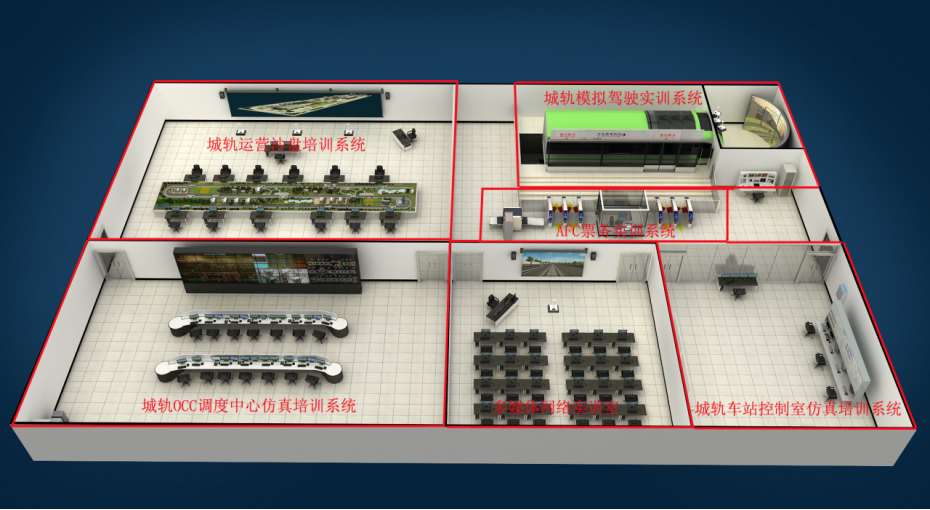 城轨模拟驾驶实训系统
城轨运营沙盘培训系统
AFC票务实训系统
城轨OCC调度中心仿真培训系统
多媒体网络培训室
城轨车站控制室仿真培训系统